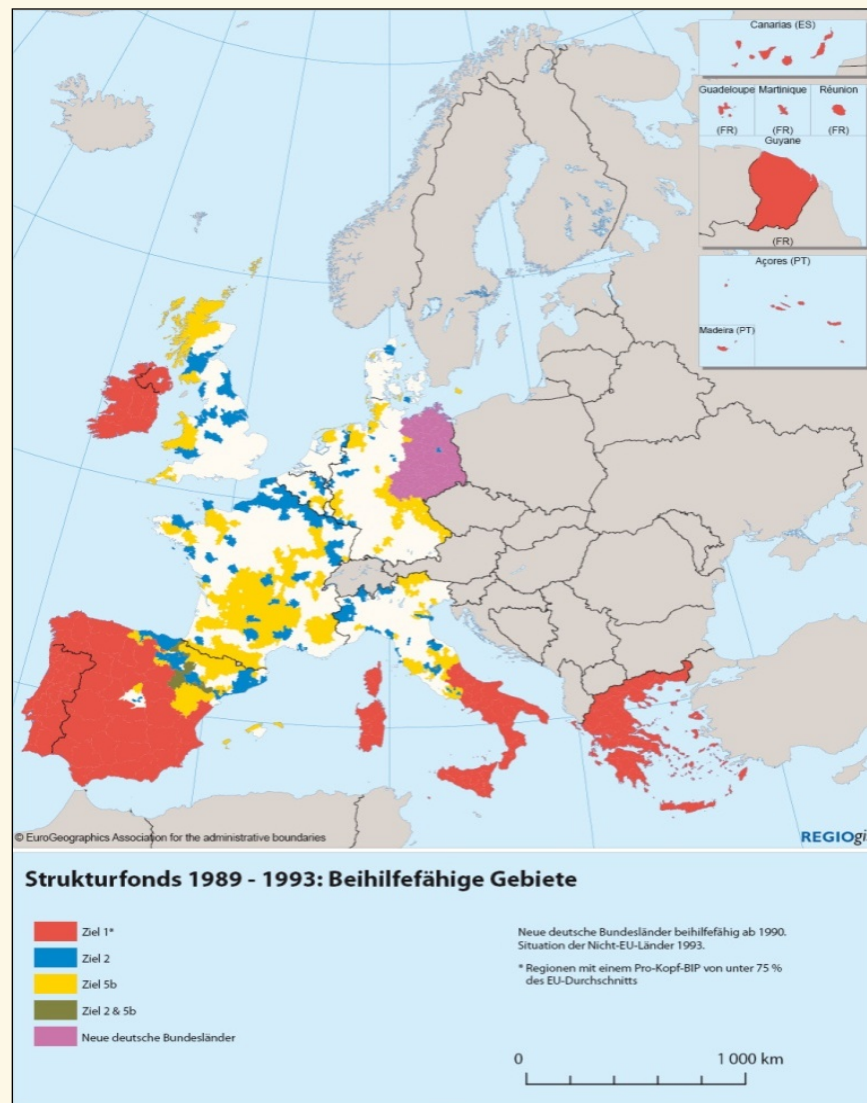 Canarias (ES)
Guadeloupe Martinique Réunion
(FR) (FR) (FR)
Guyane
(FR)
Açores (PT)
Madeira (PT)
© EuroGeographics Association for the administrative boundaries
REGIOgi
Strukturfonds 1989 - 1993: Beihilfefähige Gebiete
Ziel 1*
Ziel 2
Ziel 5b
Ziel 2 & 5b
Neue deutsche Bundesländer
Neue deutsche Bundesländer beihilfefähig ab 1990.
Situation der Nicht-EU-Länder 1993.
* Regionen mit einem Pro-Kopf-BIP von unter 75 %
des EU-Durchschnitts
0 1 000 km